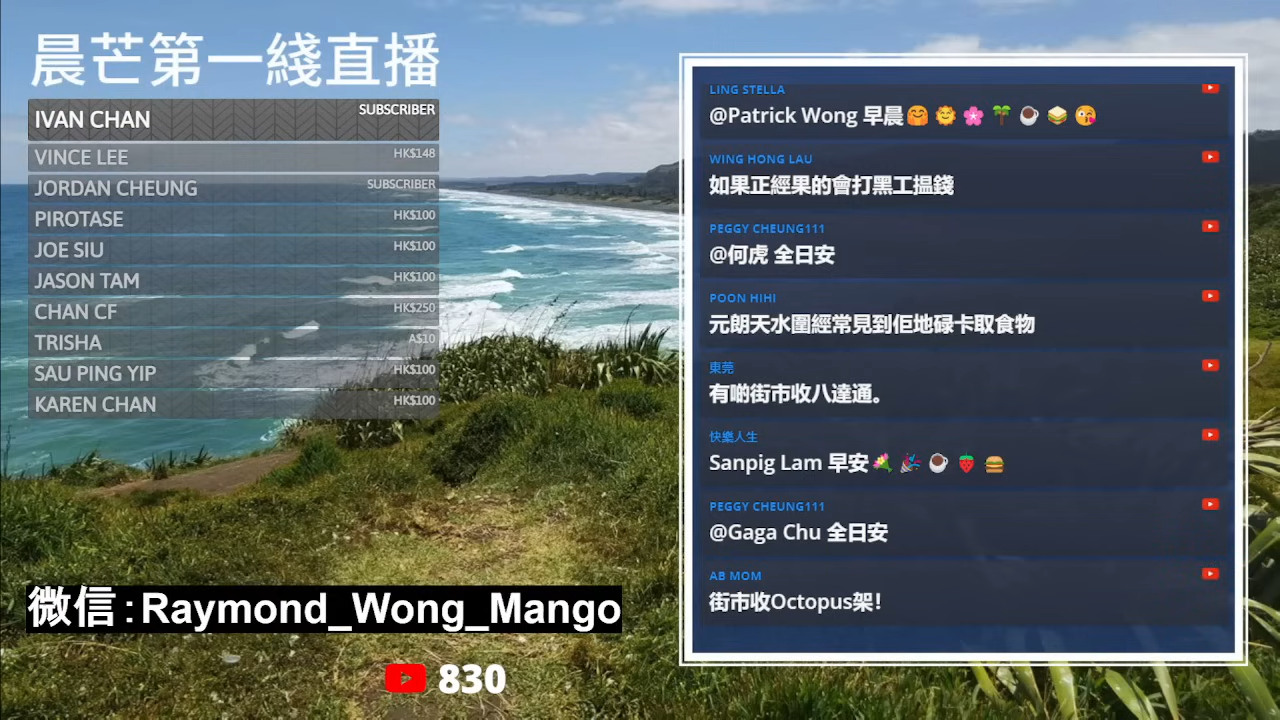 晨芒第一綫直播
IVAN CHAN SUBSCRIBER
VINCE LEE HK$148
JORDAN CHEUNG SUBSCRIBER
PIROTASE HK$100
JOE SIU HK$100
JASON TAM HK$100
CHAN CF HK$250
TRISHA A$10
SAU PING YIP HK$100
KAREN CHAN HK$100
微信:Raymond_Wong_Mango
830
LING STELLA
@Patrick Wong 早晨🤗 🌞 🌸 🌴 ☕ 🥪 😘
WING HONG LAU
如果正經果的會打黑工揾錢
PEGGY CHEUNG111
@何虎 全日安
POON HIHI
元朗天水圍經常見到佢地碌卡取食物
東莞
有啲街市收八達通。
快樂人生
Sanpig Lam 早安💐 🎉 ☕ 🍓 🍔
PEGGY CHEUNG111
@Gaga Chu 全日安
AB MOM
街市收Octopus架！